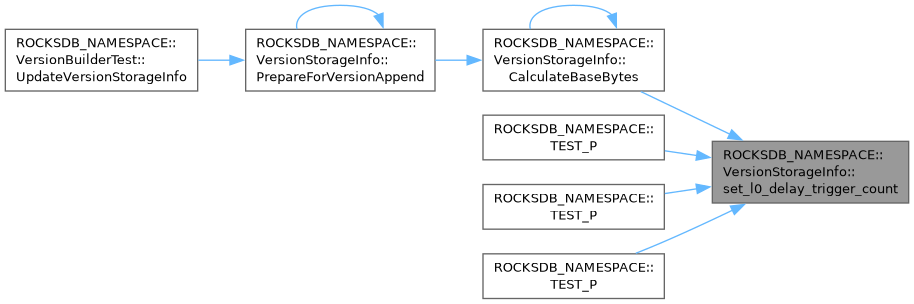 ROCKSDB_NAMESPACE::
VersionBuilderTest::
UpdateVersionStorageInfo
ROCKSDB_NAMESPACE::
VersionStorageInfo::
PrepareForVersionAppend
ROCKSDB_NAMESPACE::
VersionStorageInfo::
CalculateBaseBytes
ROCKSDB_NAMESPACE::
TEST_P
ROCKSDB_NAMESPACE::
TEST_P
ROCKSDB_NAMESPACE::
TEST_P
ROCKSDB_NAMESPACE::
VersionStorageInfo::
set_l0_delay_trigger_count